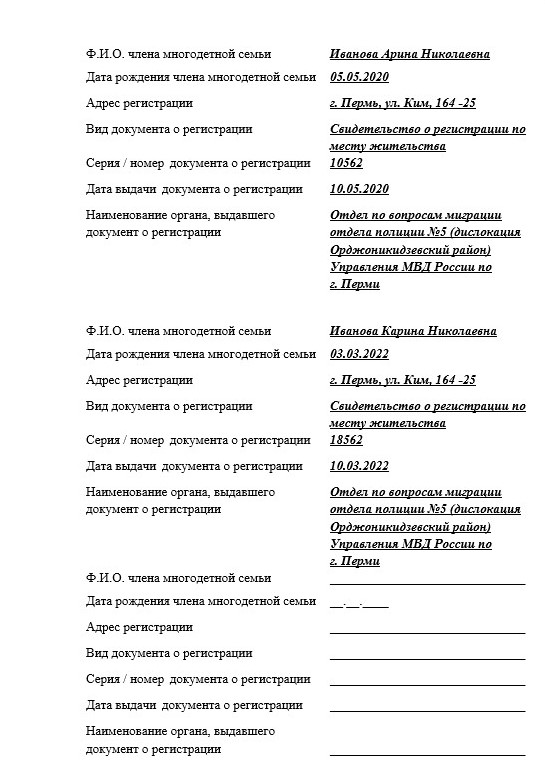 Ф.И.О. члена многодетной семьи Иванова Арина Николаевна
Дата рождения члена многодетной семьи 05.05.2020
Адрес регистрации г. Пермь, ул. Ким, 164 -25
Вид документа о регистрации Свидетельство о регистрации по
месту жительства
Серия / номер документа о регистрации 10562
Дата выдачи документа о регистрации 10.05.2020
Наименование органа, выдавшего Отдел по вопросам миграции
документ о регистрации отдела полиции №5 (дислокация
Орджоникидзевский район)
Управления МВД России по
г. Перми
Ф.И.О. члена многодетной семьи Иванова Карина Николаевна
Дата рождения члена многодетной семьи 03.03.2022
Адрес регистрации г. Пермь, ул. Ким, 164 -25
Вид документа о регистрации Свидетельство о регистрации по
месту жительства
Серия / номер документа о регистрации 18562
Дата выдачи документа о регистрации 10.03.2022
Наименование органа, выдавшего Отдел по вопросам миграции
документ о регистрации отдела полиции №5 (дислокация
Орджоникидзевский район)
Управления МВД России по
г. Перми
Ф.И.О. члена многодетной семьи
Дата рождения члена многодетной семьи __.__.____
Адрес регистрации
Вид документа о регистрации
Серия / номер документа о регистрации
Дата выдачи документа о регистрации
Наименование органа, выдавшего
документ о регистрации